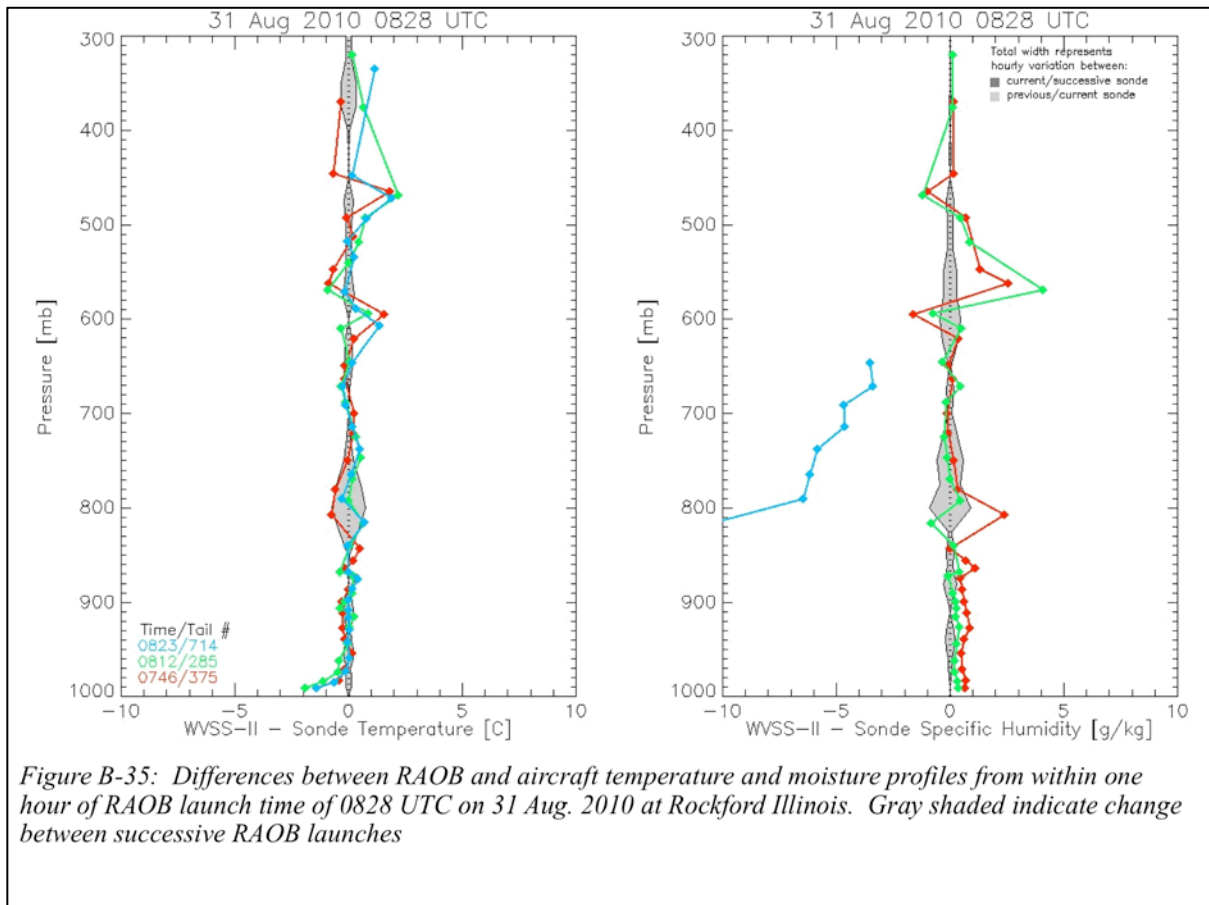 31 Aug 2010 0828 UTC
300
400
500
600
700
800
900
1000
Pressure [mb]
Time/Tail #
0823/714
0812/285
0746/375
-10
-5
0
5
10
WVSS-II - Sonde Temperature [C]
31 Aug 2010 0828 UTC
Total width represents
hourly variation between:
current/successive sonde
previous/current sonde
300
400
500
600
700
800
900
1000
Pressure [mb]
-10
-5
0
5
10
WVSS-II - Sonde Specific Humidity [g/kg]
Figure B-35: Differences between RAOB and aircraft temperature and moisture profiles from within one
hour of RAOB launch time of 0828 UTC on 31 Aug. 2010 at Rockford Illinois. Gray shaded indicate change
between successive RAOB launches